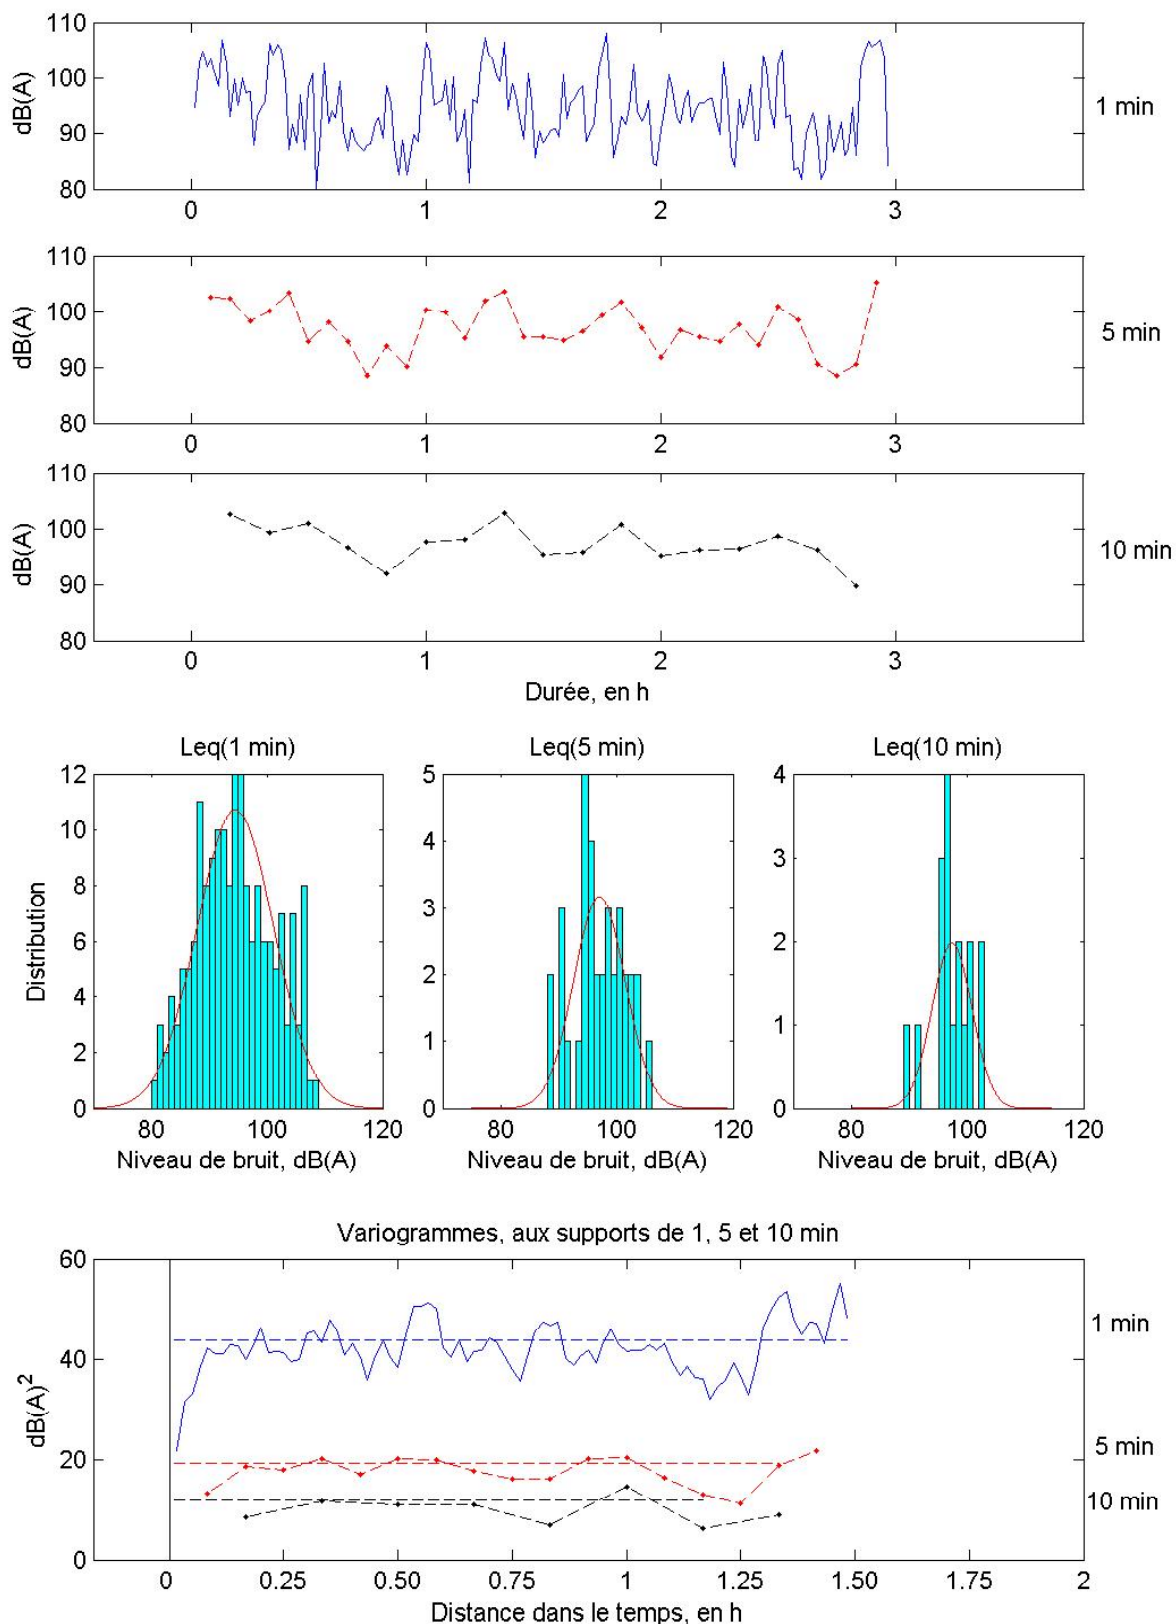 110
100
90
80
dB(A)
0 1 2 3
1 min
110
100
90
80
dB(A)
0 1 2 3
5 min
110
100
90
80
dB(A)
0 1 2 3
10 min
Durée, en h
Leq(1 min) Leq(5 min) Leq(10 min)
12
10
8
6
4
2
0
Distribution
80 100 120
Niveau de bruit, dB(A)
5
4
3
2
1
0
80 100 120
Niveau de bruit, dB(A)
4
3
2
1
0
80 100 120
Niveau de bruit, dB(A)
Variogrammes, aux supports de 1, 5 et 10 min
60
40
20
0
dB(A)²
1 min
5 min
10 min
0 0.25 0.50 0.75 1 1.25 1.50 1.75 2
Distance dans le temps, en h